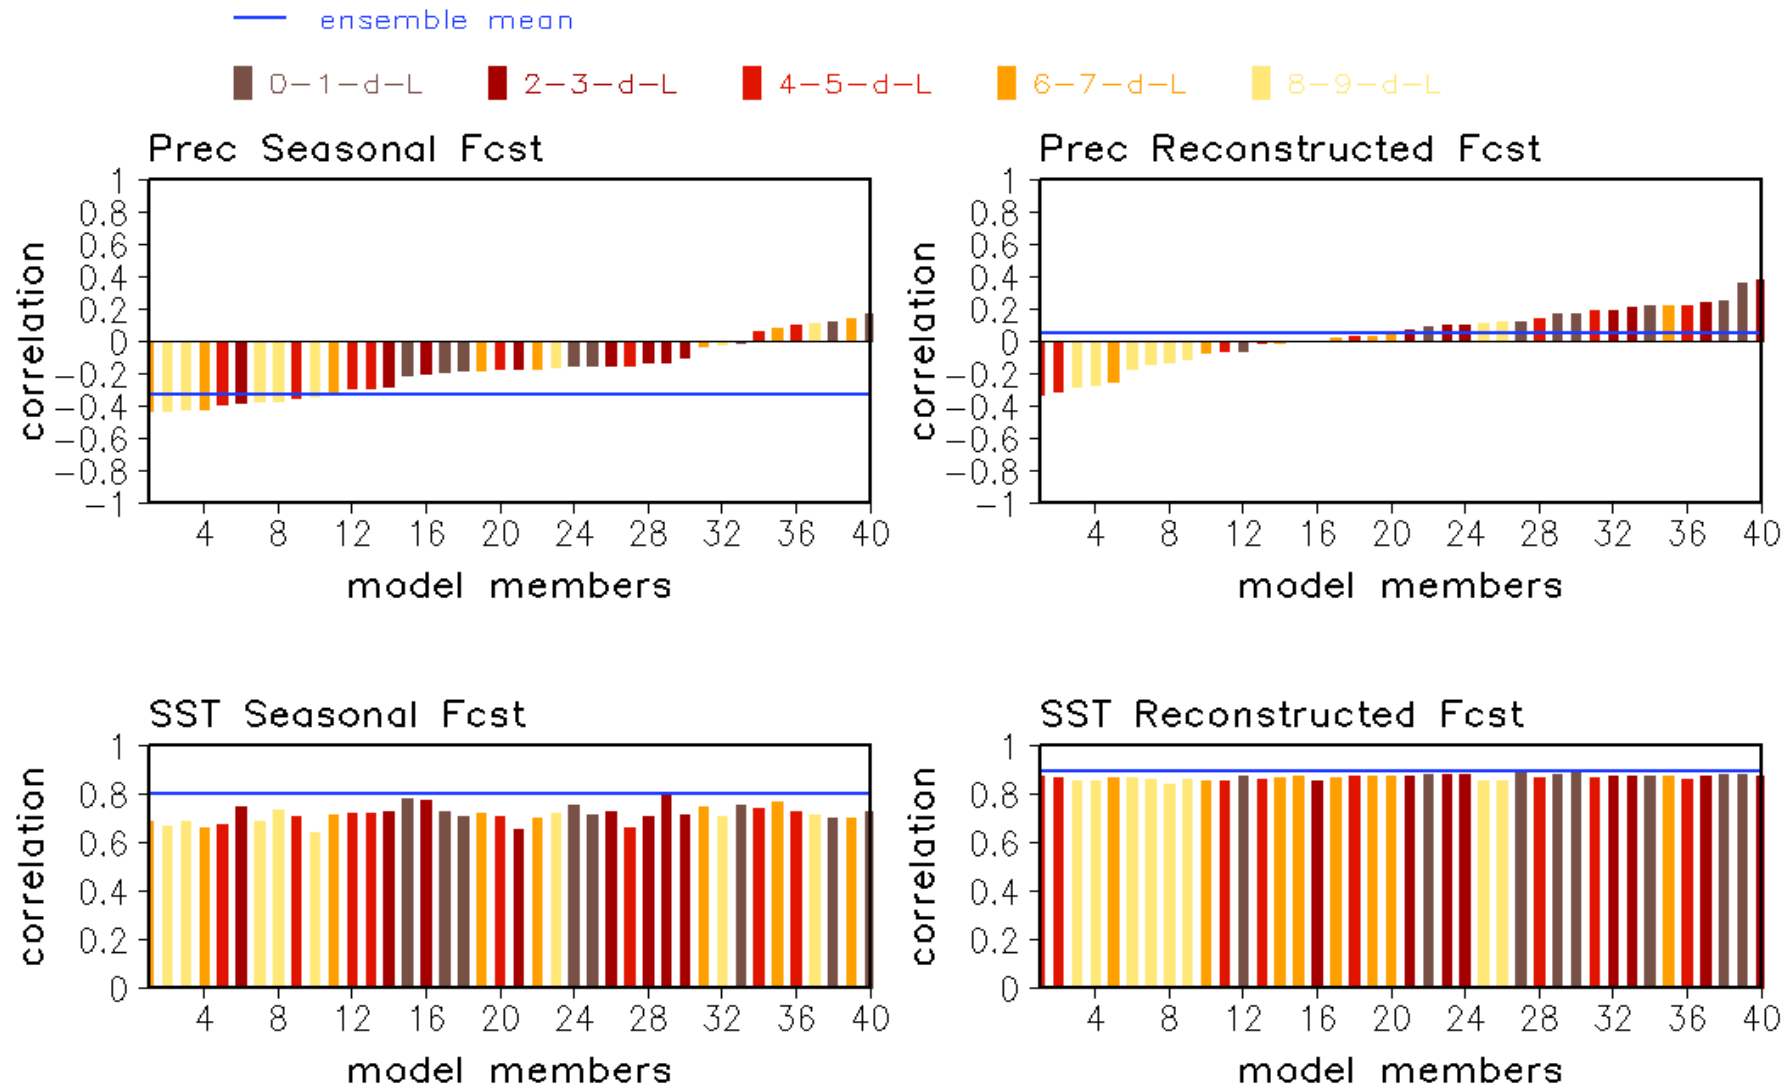 ensemble mean
0-1-d-L 2-3-d-L 4-5-d-L 6-7-d-L 8-9-d-L
Prec Seasonal Fcst
correlation
1
0.8
0.6
0.4
0.2
0
-0.2
-0.4
-0.6
-0.8
-1
4 8 12 16 20 24 28 32 36 40
model members
Prec Reconstructed Fcst
correlation
1
0.8
0.6
0.4
0.2
0
-0.2
-0.4
-0.6
-0.8
-1
4 8 12 16 20 24 28 32 36 40
model members
SST Seasonal Fcst
correlation
1
0.8
0.6
0.4
0.2
0
4 8 12 16 20 24 28 32 36 40
model members
SST Reconstructed Fcst
correlation
1
0.8
0.6
0.4
0.2
0
4 8 12 16 20 24 28 32 36 40
model members